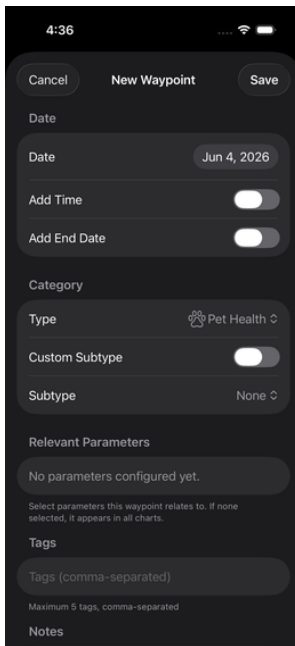 4:36
Cancel New Waypoint Save
Date
Date Jun 4, 2026
Add Time
Add End Date
Category
Type Pet Health
Custom Subtype
Subtype None
Relevant Parameters
No parameters configured yet.
Select parameters this waypoint relates to. If none
selected, it appears in all charts.
Tags
Tags (comma-separated)
Maximum 5 tags, comma-separated
Notes